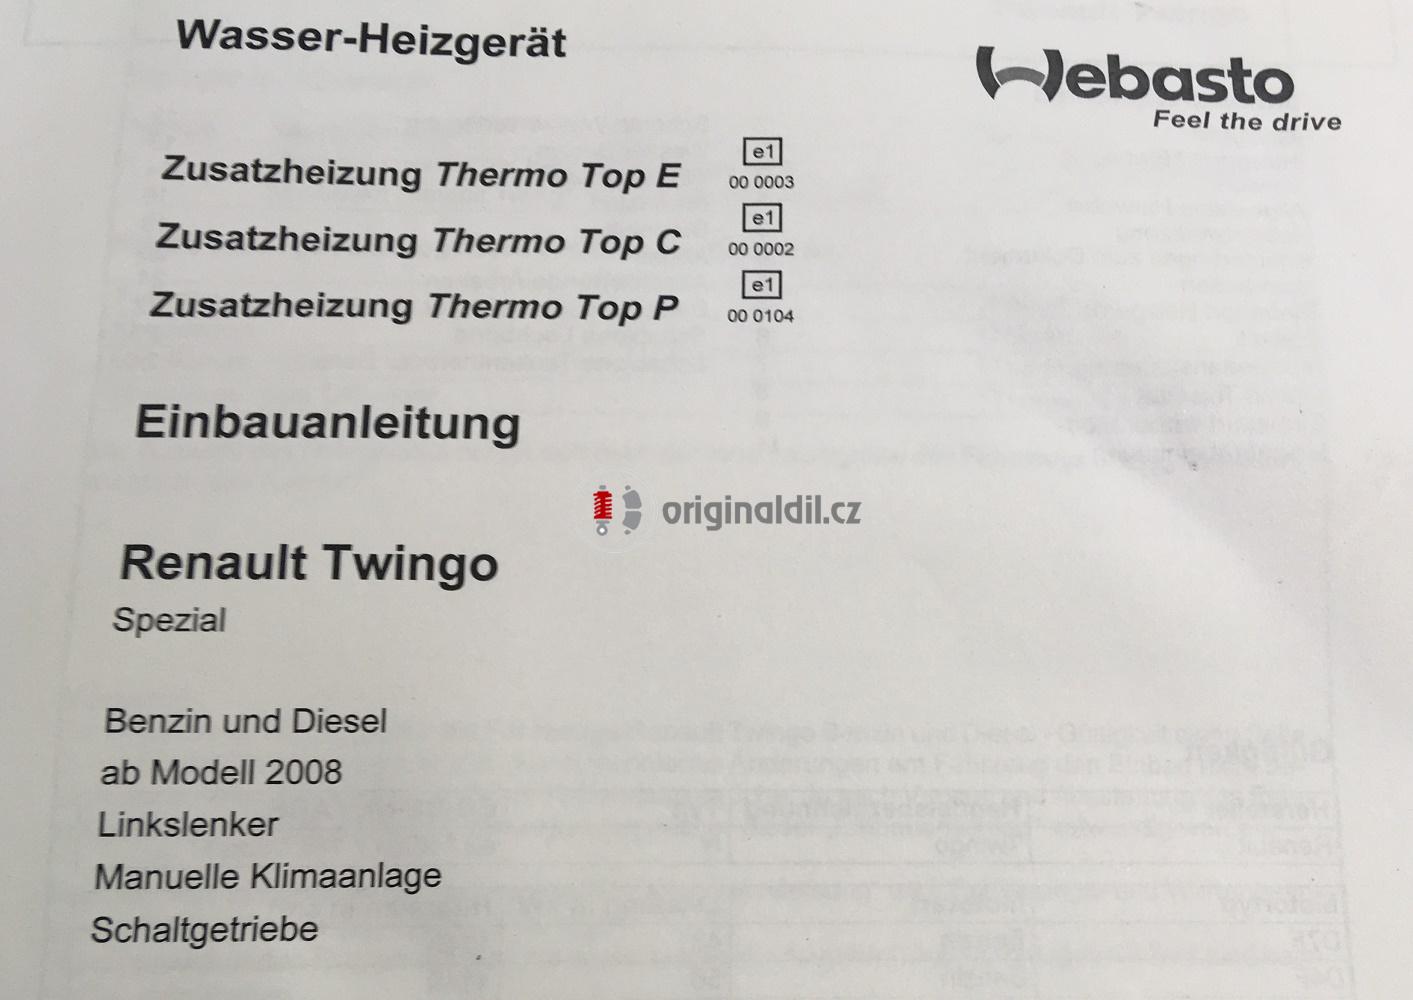 Wasser-Heizgerät
Webasto
Feel the drive
Zusatzheizung Thermo Top E
e1
00 0003
Zusatzheizung Thermo Top C
e1
00 0002
Zusatzheizung Thermo Top P
e1
00 0104
Einbauanleitung
originaldil.cz
Renault Twingo
Spezial
Benzin und Diesel
ab Modell 2008
Linkslenker
Manuelle Klimaanlage
Schaltgetriebe